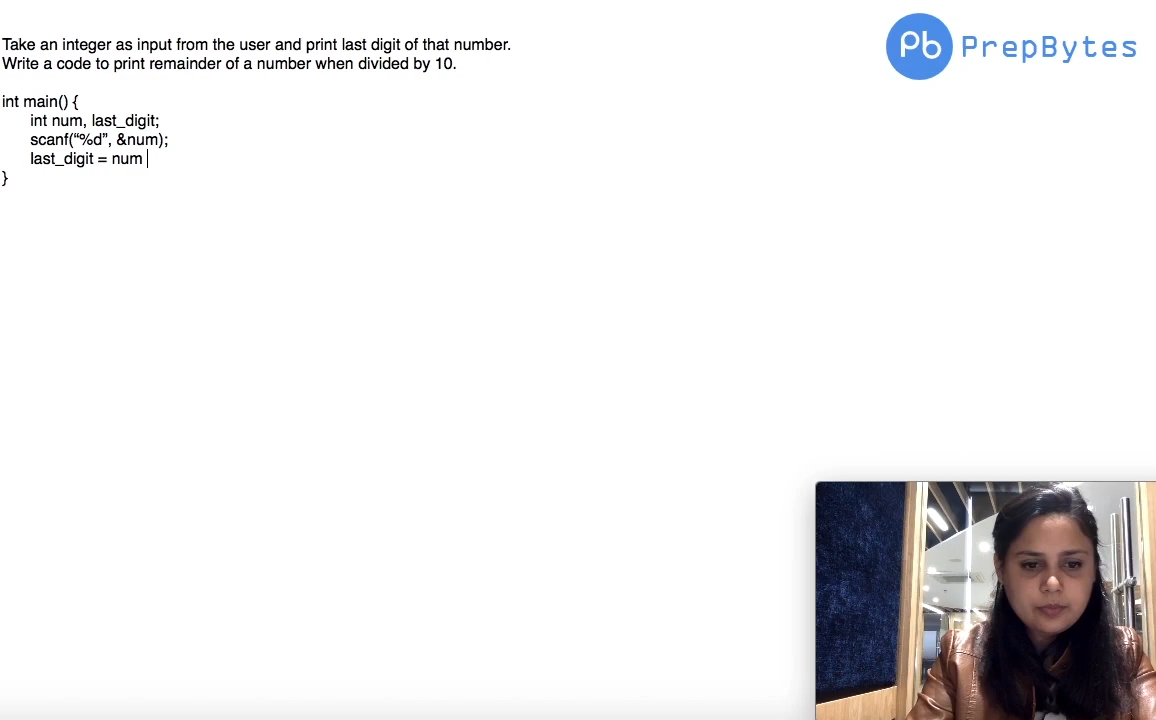 Pb PrepBytes
Take an integer as input from the user and print last digit of that number.
Write a code to print remainder of a number when divided by 10.
int main() {
int num, last_digit;
scanf(“%d”, &num);
last_digit = num
}